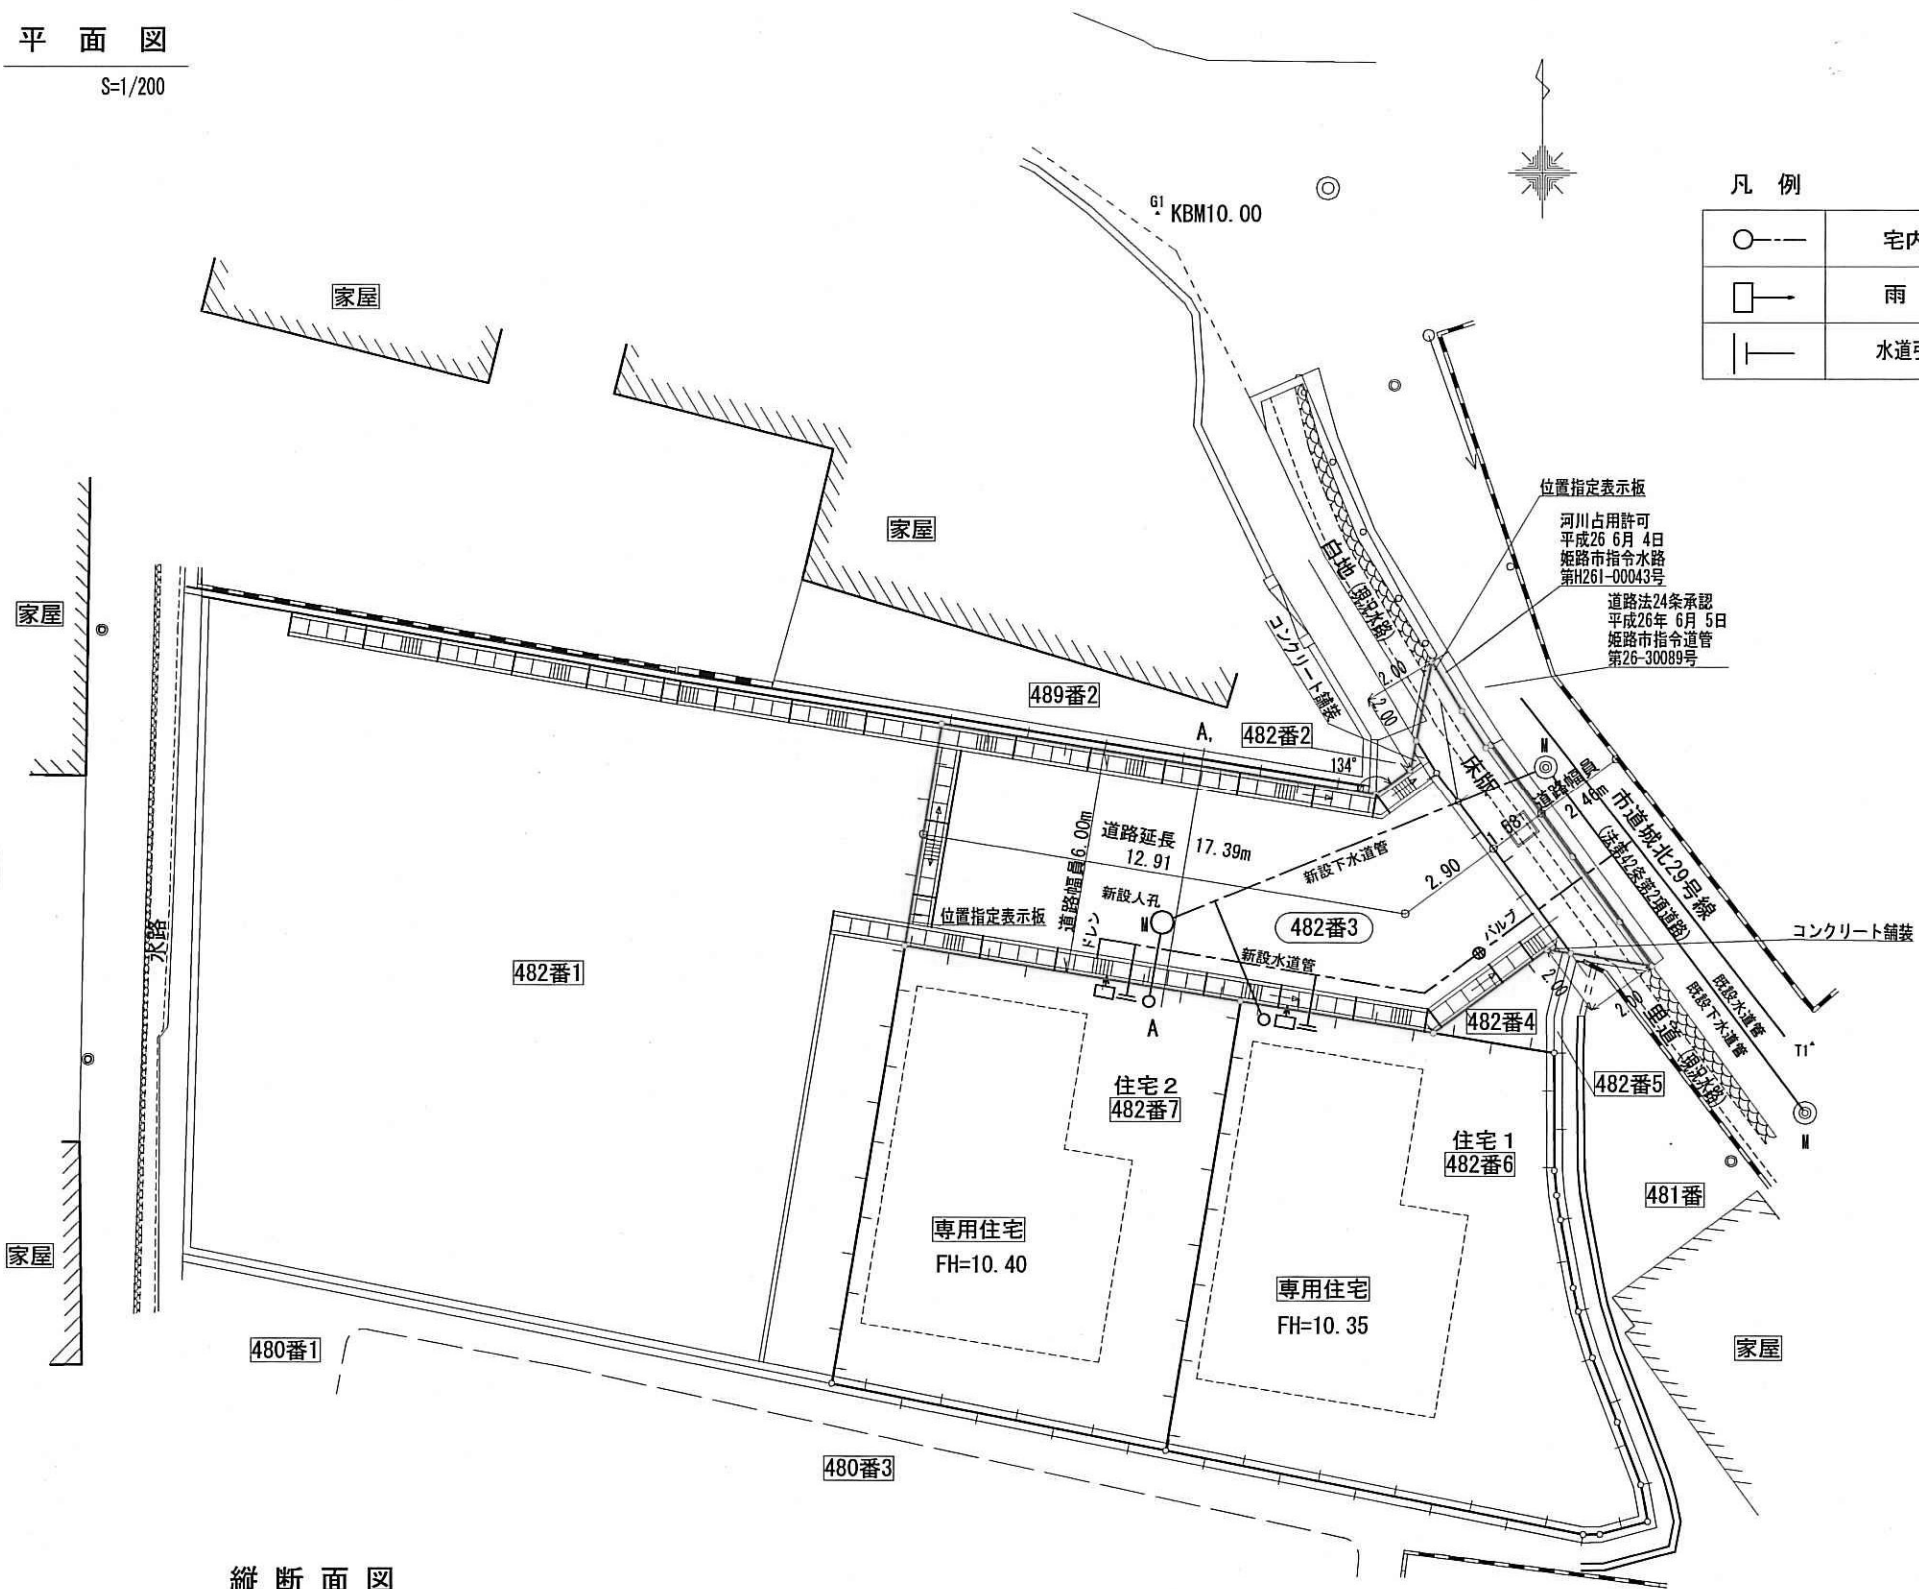 平面図
S=1/200
G1 KBM10.00
凡例
宅内
雨
水道引
家屋
家屋
家屋
位置指定表示板
河川占用許可
平成26 6月 4日
姫路市指令水路
第H26I-00043号
道路法24条承認
平成26年 6月 5日
姫路市指令道管
第26-30089号
白地 (現況水路)
コンクリート舗装
2.00
2.00
489番2
A,
482番2
134°
床版
M
道路幅員
2.46m
1.68
市道城北29号線
(法第42条第2項道路)
道路幅員6.00m
道路延長
12.91
17.39m
新設下水道管
2.90
新設人孔
M
位置指定表示板
ドレン
482番3
バルブ
新設水道管
コンクリート舗装
水路
482番1
A
482番4
2.00
2.00
里道 (現況水路)
既設水道管
既設下水道管
T1
482番5
M
住宅2
482番7
住宅1
482番6
481番
専用住宅
FH=10.40
専用住宅
FH=10.35
家屋
家屋
480番1
480番3
縦断面図